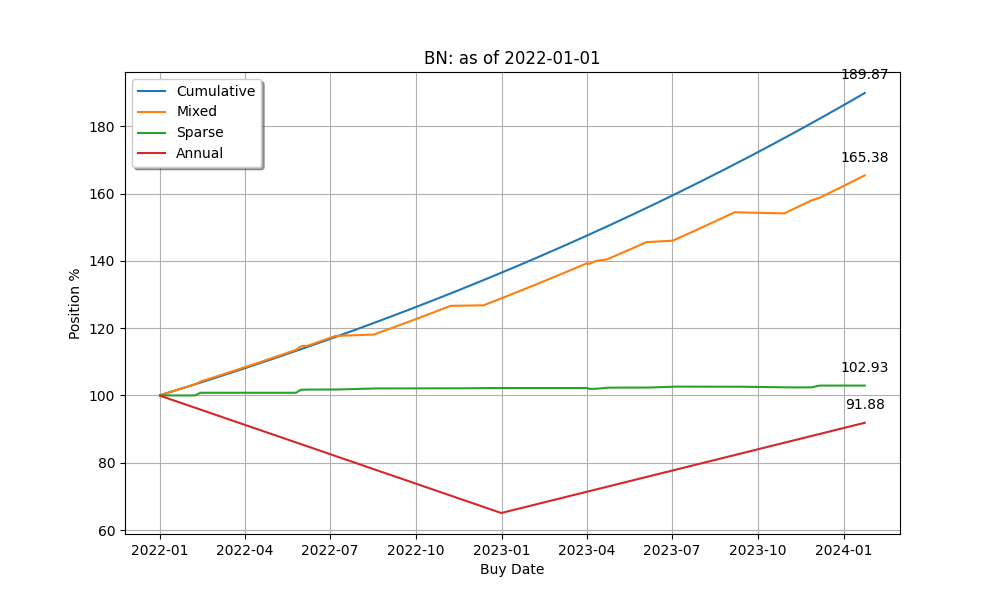 BN: as of 2022-01-01
189.87
Cumulative
Mixed
Sparse
Annual
165.38
102.93
91.88
180
160
140
120
100
80
60
Position %
2022-01 2022-04 2022-07 2022-10 2023-01 2023-04 2023-07 2023-10 2024-01
Buy Date